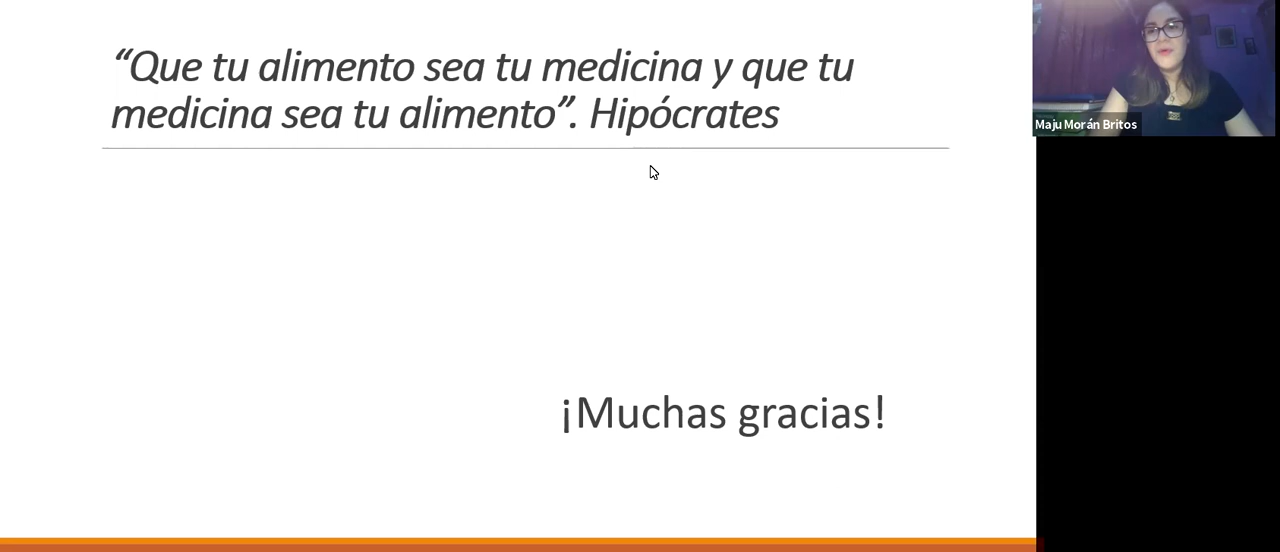 “Que tu alimento sea tu medicina y que tu
medicina sea tu alimento”. Hipócrates
Maju Morán Britos
¡Muchas gracias!